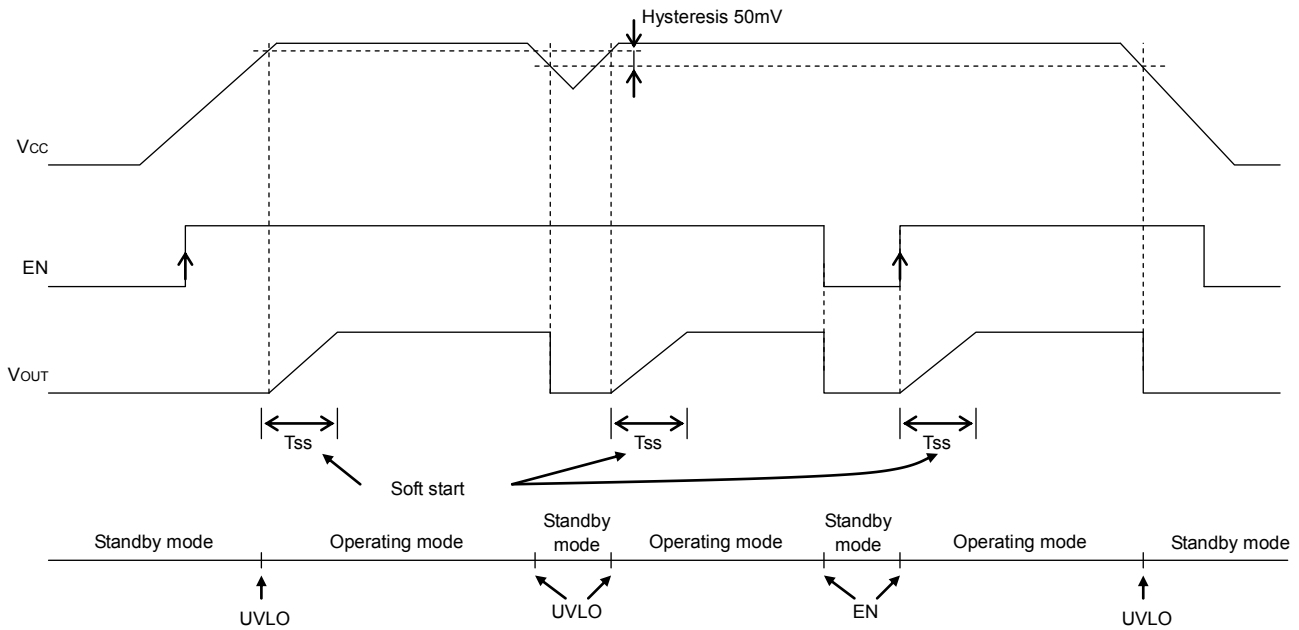 Hysteresis 50mV
VCC
EN
VOUT
Tss
Tss
Tss
Soft start
Standby mode
Operating mode
Standby
mode
Operating mode
Standby
mode
Operating mode
Standby mode
UVLO
UVLO
EN
UVLO